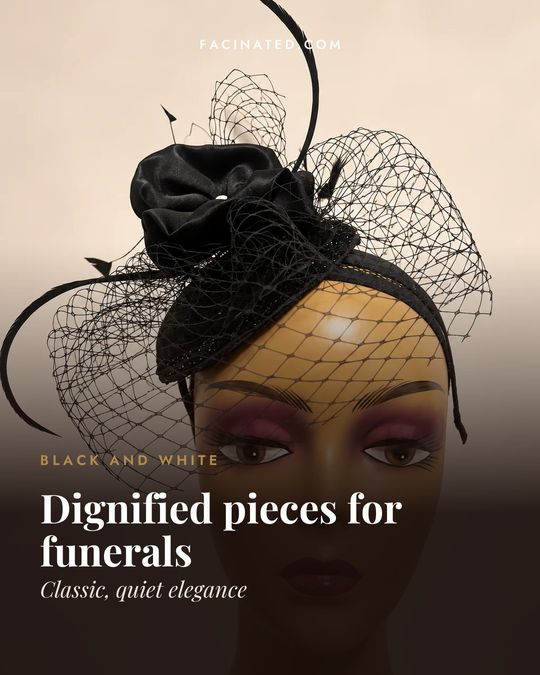 FACINATED.COM
BLACK AND WHITE
Dignified pieces for
funerals
Classic, quiet elegance